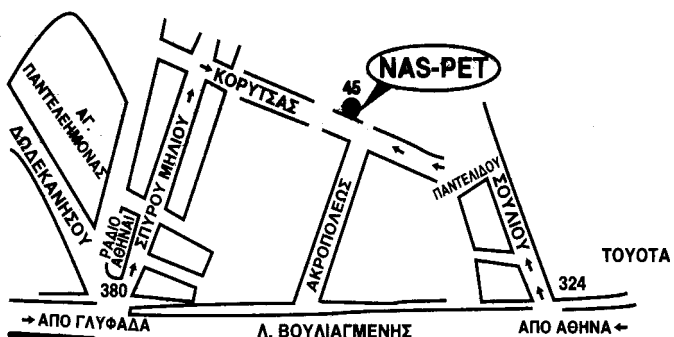 NAS-PET
45
ΚΟΡΥΤΣΑΣ
ΑΓ.
ΠΑΝΤΕΛΕΗΜΟΝΑΣ
ΔΩΔΕΚΑΝΗΣΟΥ
ΡΑΔΙΟ
ΑΘΗΝΑΙ
ΣΠΥΡΟΥ ΜΗΛΙΟΥ
ΑΚΡΟΠΟΛΕΩΣ
ΠΑΝΤΕΛΙΔΟΥ
ΣΟΥΛΙΟΥ
TOYOTA
380
324
→ΑΠΟ ΓΛΥΦΑΔΑ
Λ. ΒΟΥΛΙΑΓΜΕΝΗΣ
ΑΠΟ ΑΘΗΝΑ←